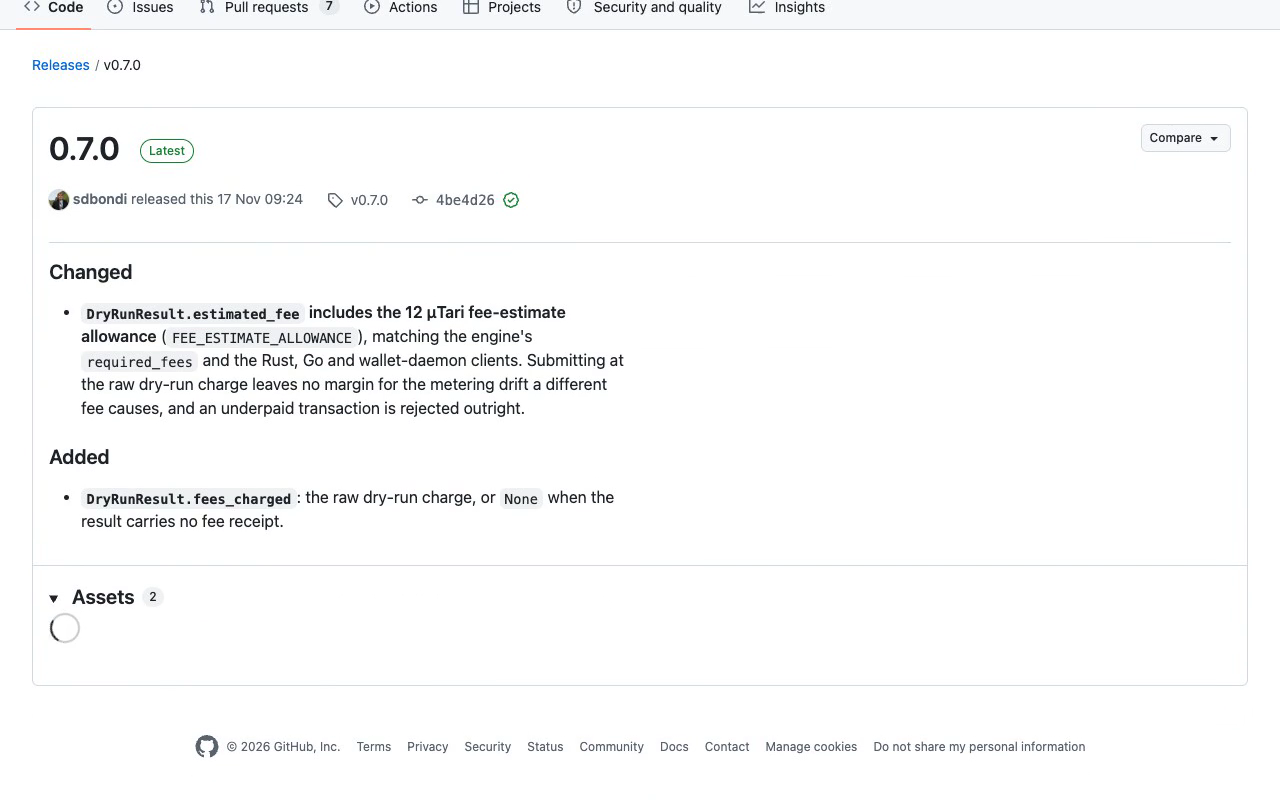 Code Issues Pull requests 7 Actions Projects Security and quality Insights
Releases / v0.7.0
0.7.0 Latest
Compare
sdbondi released this 17 Nov 09:24 v0.7.0 4be4d26
Changed
• DryRunResult.estimated_fee includes the 12 µTari fee-estimate
allowance ( FEE_ESTIMATE_ALLOWANCE ), matching the engine's
required_fees and the Rust, Go and wallet-daemon clients. Submitting at
the raw dry-run charge leaves no margin for the metering drift a different
fee causes, and an underpaid transaction is rejected outright.
Added
• DryRunResult.fees_charged : the raw dry-run charge, or None when the
result carries no fee receipt.
Assets 2
© 2026 GitHub, Inc. Terms Privacy Security Status Community Docs Contact Manage cookies Do not share my personal information